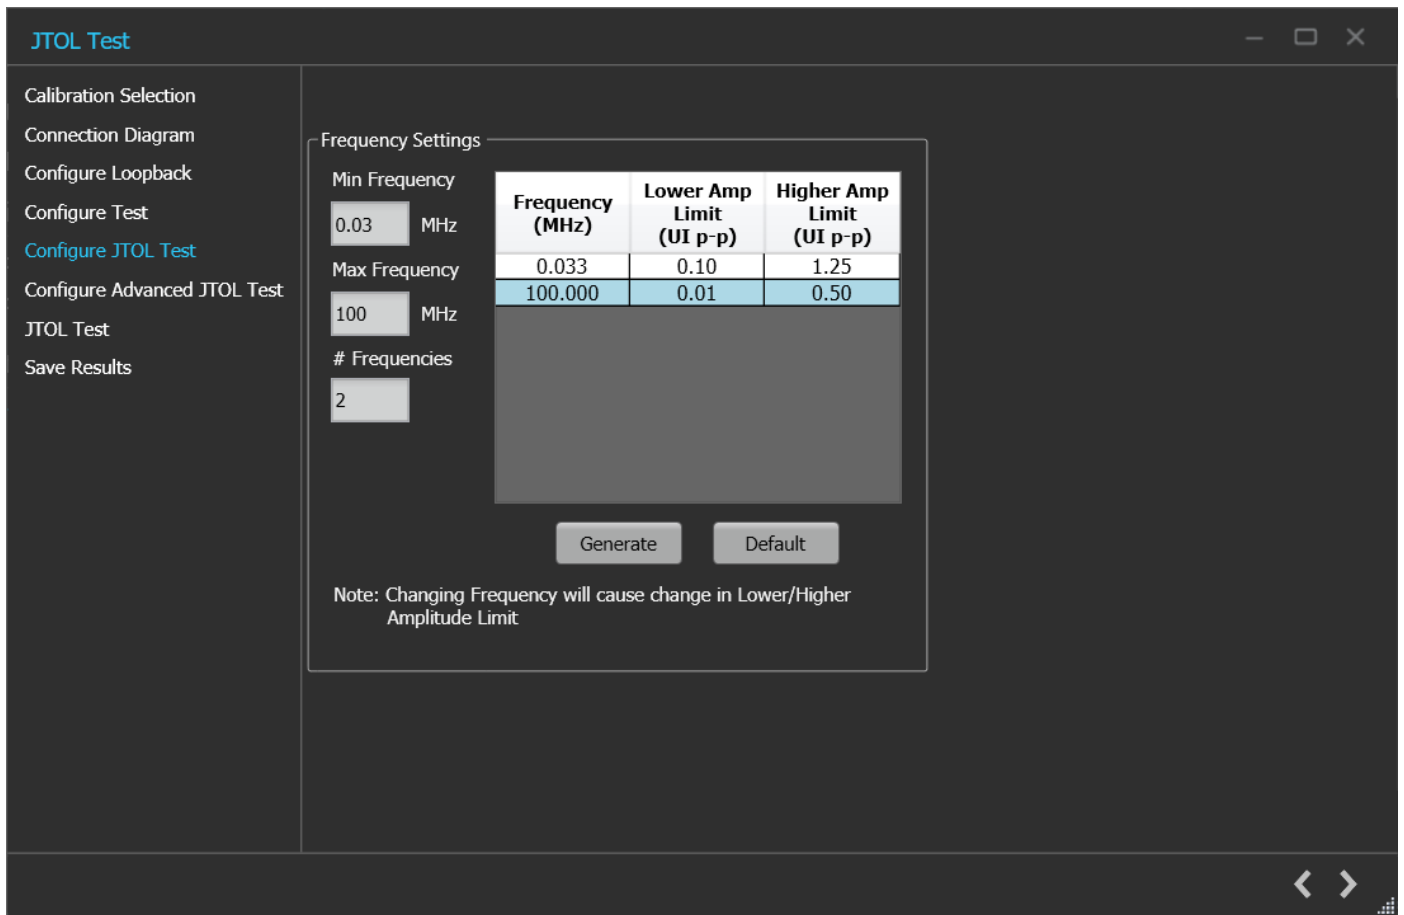 JTOL Test
Calibration Selection
Connection Diagram
Configure Loopback
Configure Test
Configure JTOL Test
Configure Advanced JTOL Test
JTOL Test
Save Results
Frequency Settings
Min Frequency
0.03 MHz
Max Frequency
100 MHz
# Frequencies
2
Frequency (MHz) Lower Amp Limit (UI p-p) Higher Amp Limit (UI p-p)
0.033 0.10 1.25
100.000 0.01 0.50
Generate Default
Note: Changing Frequency will cause change in Lower/Higher
Amplitude Limit